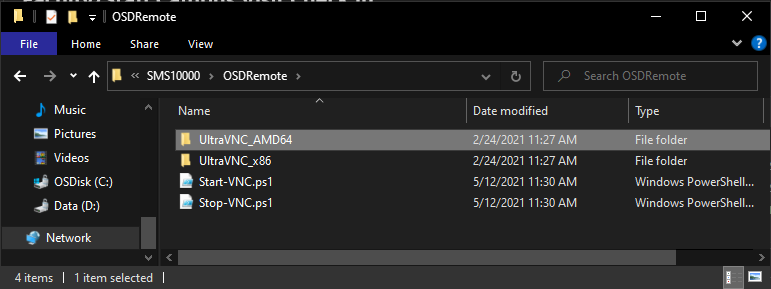 OSDRemote
File Home Share View
SMS10000 OSDRemote Search OSDRemote
Music
Pictures
Videos
OSDisk (C:)
Data (D:)
Network
Name Date modified Type
UltraVNC_AMD64 2/24/2021 11:27 AM File folder
UltraVNC_x86 2/24/2021 11:27 AM File folder
Start-VNC.ps1 5/12/2021 11:30 AM Windows PowerShell...
Stop-VNC.ps1 5/12/2021 11:30 AM Windows PowerShell...
4 items 1 item selected